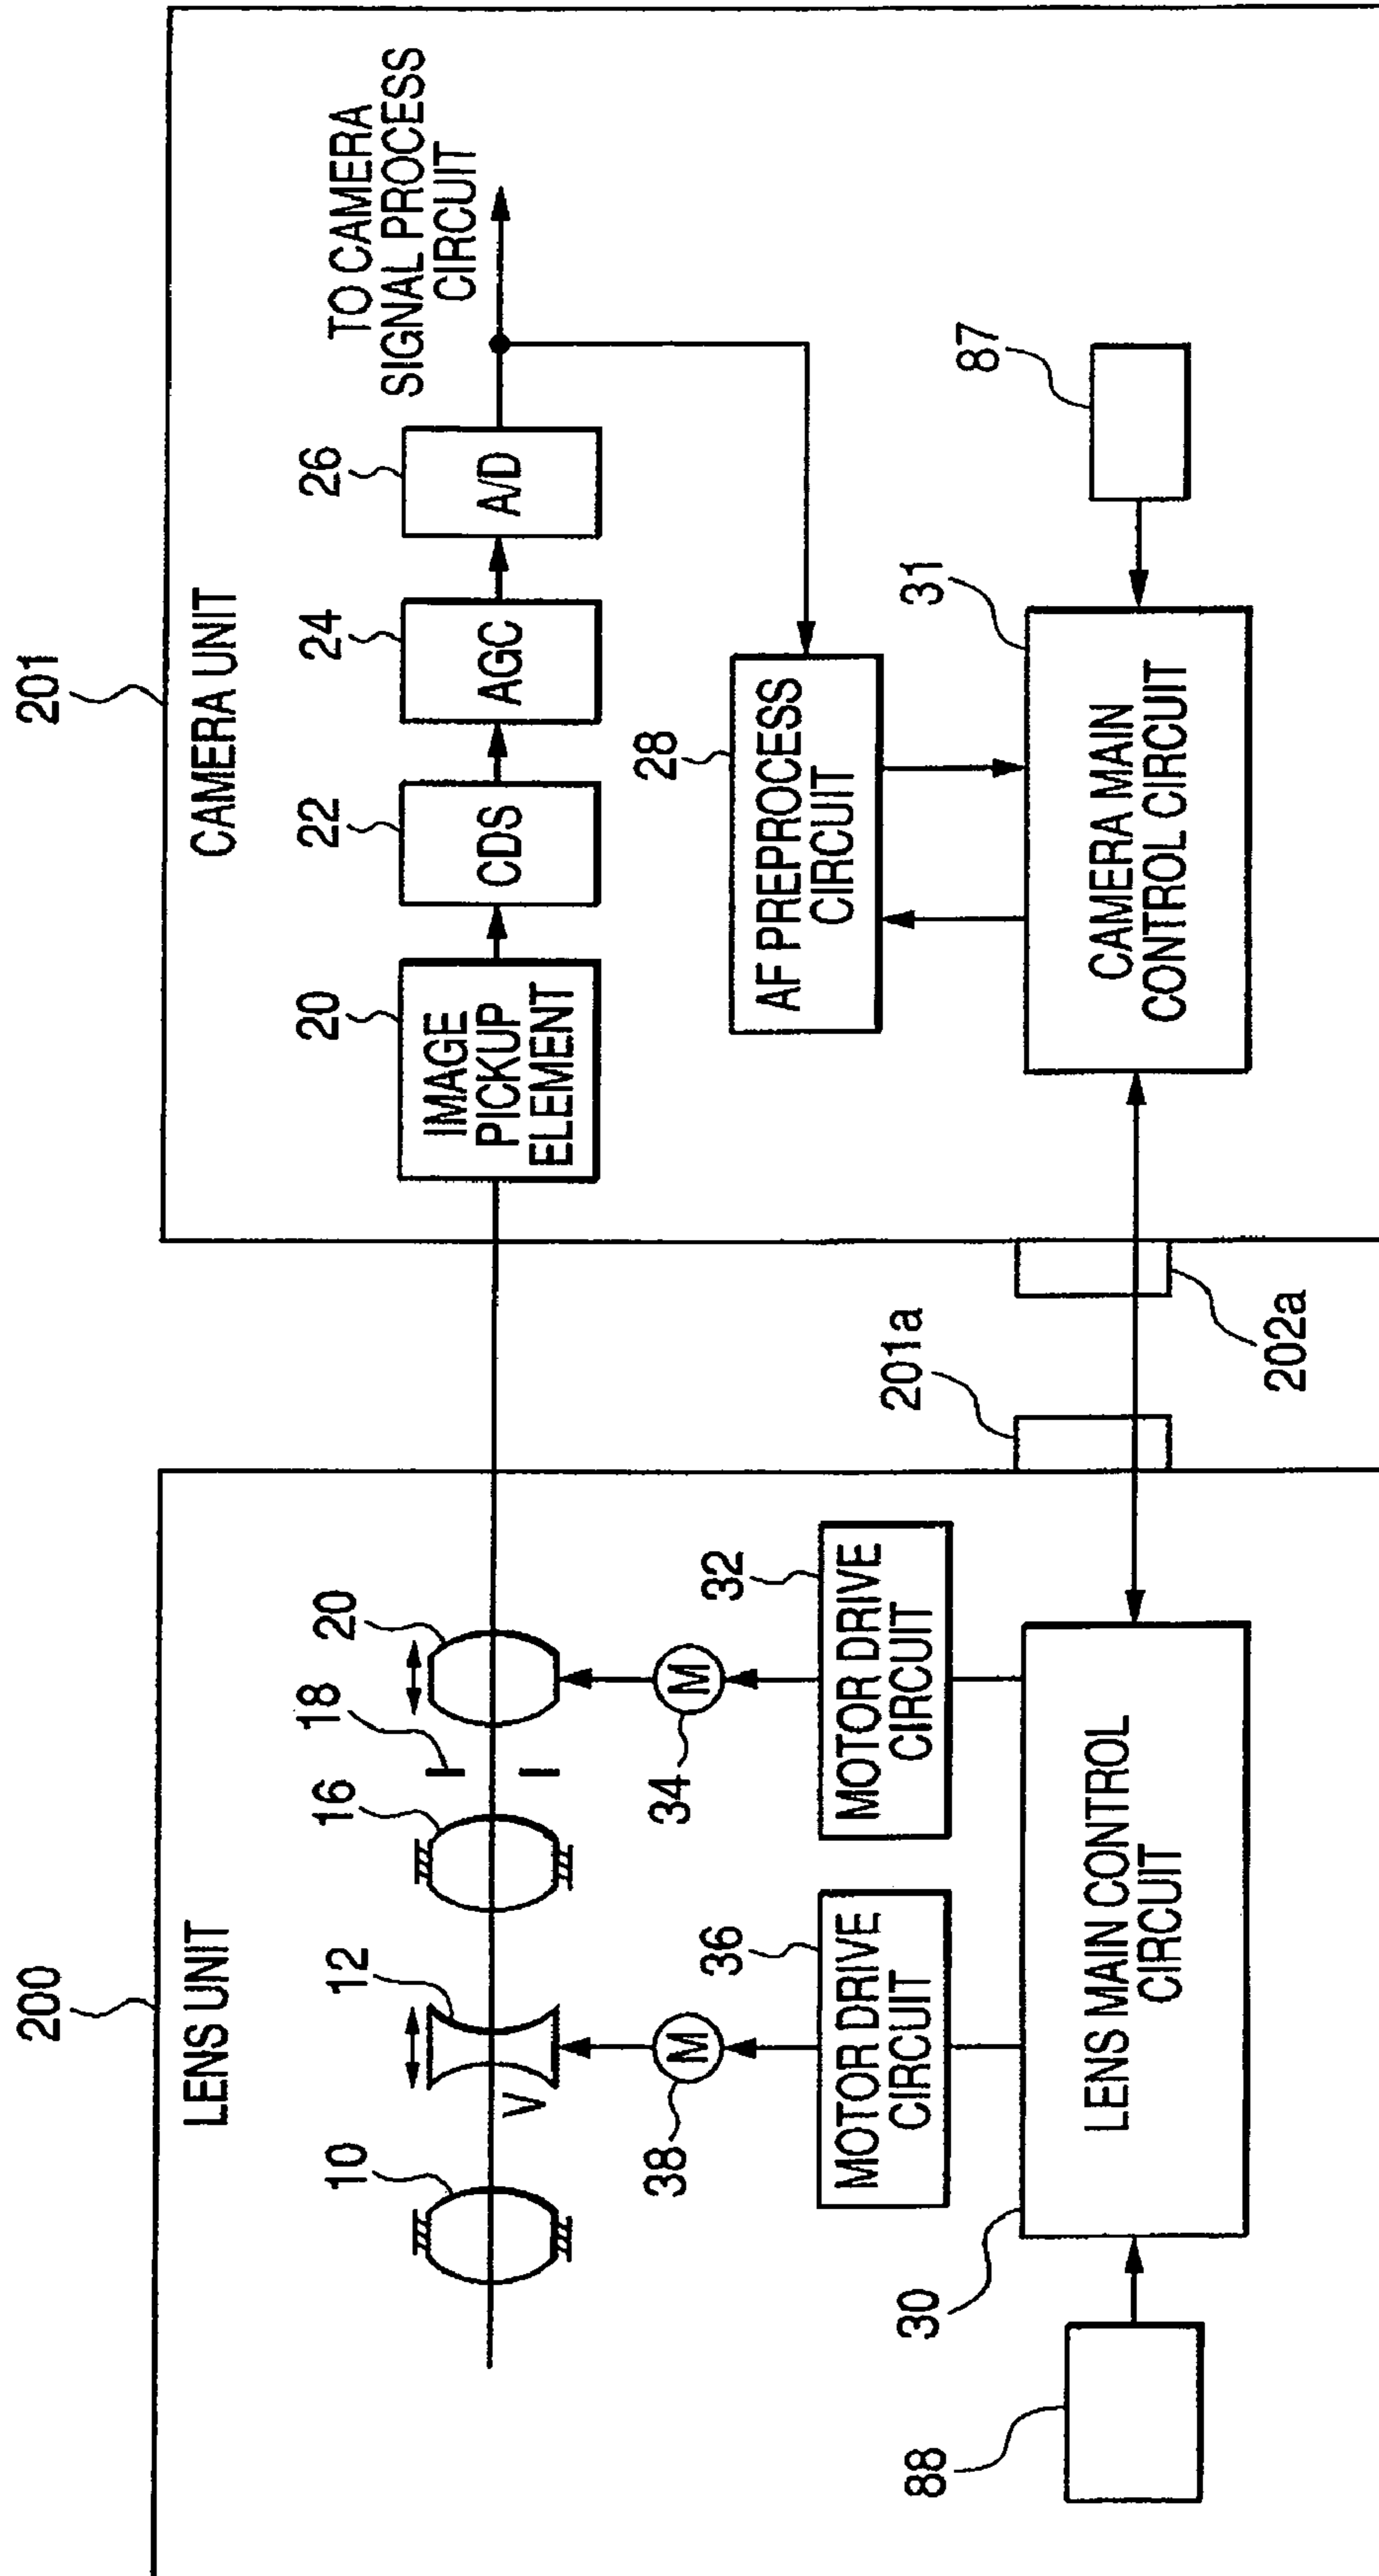 200
201
LENS UNIT
CAMERA UNIT
10
12
16
18
20
20
22
24
26
TO CAMERA
SIGNAL PROCESS
CIRCUIT
V
IMAGE
PICKUP
ELEMENT
CDS
AGC
A/D
38
M
34
M
28
AF PREPROCESS
CIRCUIT
36
MOTOR DRIVE
CIRCUIT
32
MOTOR DRIVE
CIRCUIT
201a
202a
31
CAMERA MAIN
CONTROL CIRCUIT
87
88
30
LENS MAIN CONTROL
CIRCUIT